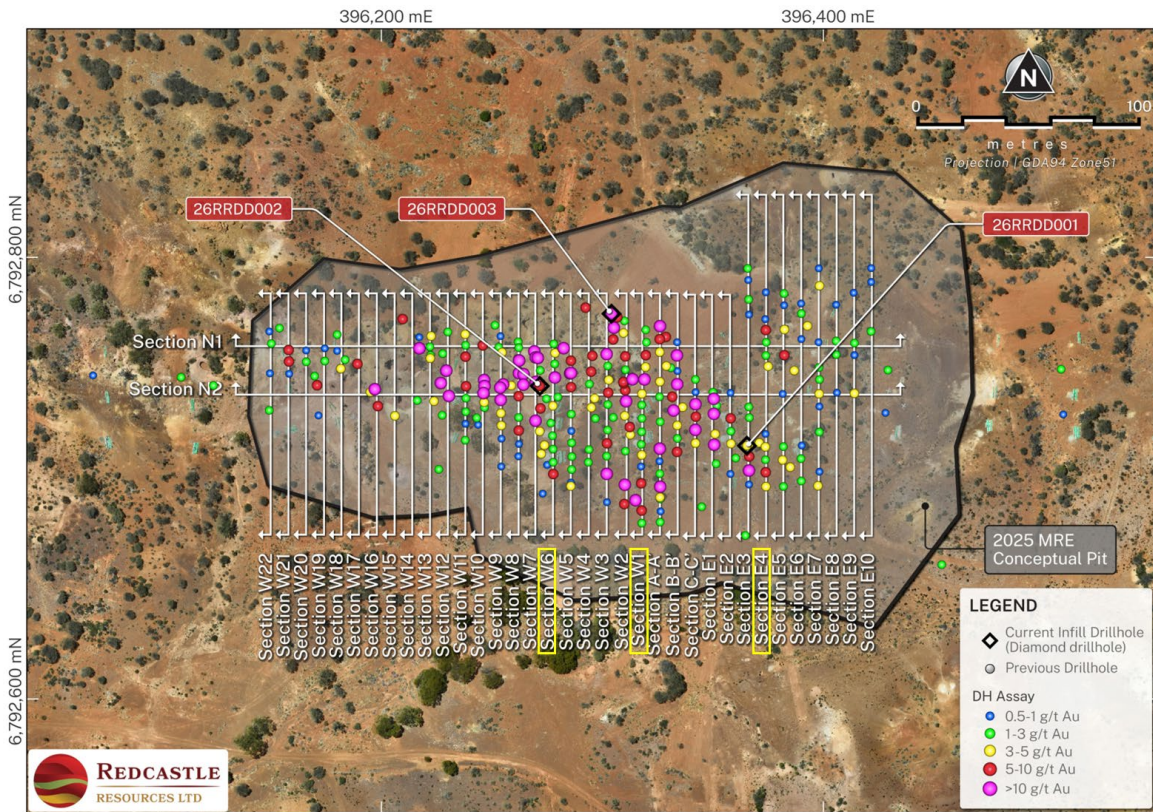 396,200 mE
396,400 mE
N
0
100
metres
Projection | GDA94 Zone51
26RRDD002
26RRDD003
26RRDD001
6,792,800 mN
Section N1
Section N2
6,792,600 mN
Section W22
Section W21
Section W20
Section W19
Section W18
Section W17
Section W16
Section W15
Section W14
Section W13
Section W12
Section W11
Section W10
Section W9
Section W8
Section W7
Section W6
Section W5
Section W4
Section W3
Section W2
Section W1
Section A-A'
Section B-B'
Section C-C'
Section E1
Section E2
Section E3
Section E4
Section E5
Section E6
Section E7
Section E8
Section E9
Section E10
2025 MRE
Conceptual Pit
LEGEND
Current Infill Drillhole
(Diamond drillhole)
Previous Drillhole
DH Assay
0.5-1 g/t Au
1-3 g/t Au
3-5 g/t Au
5-10 g/t Au
>10 g/t Au
REDCASTLE
RESOURCES LTD